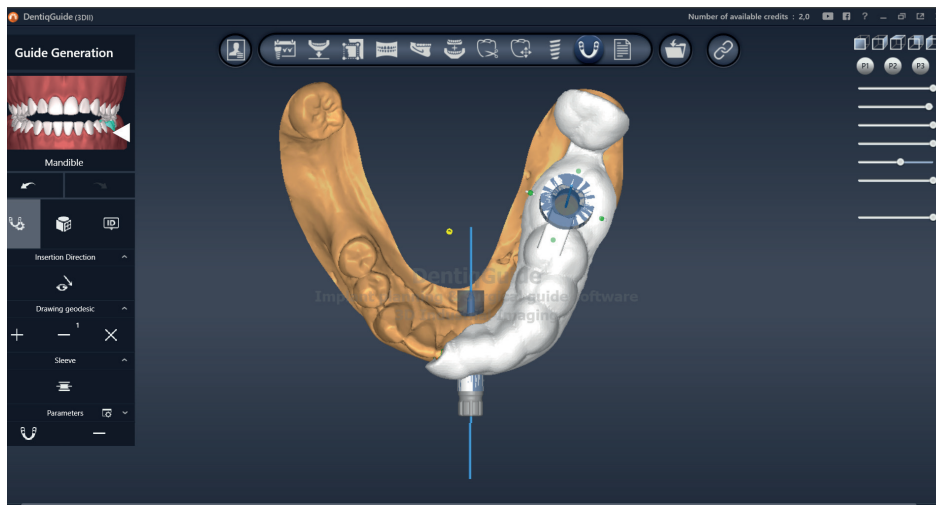 DentiqGuide (3DII)
Number of available credits : 2,0
Guide Generation
P1 P2 P3
Mandible
ID
Insertion Direction
Drawing geodesic
1
Sleeve
Parameters
DentiqGuide